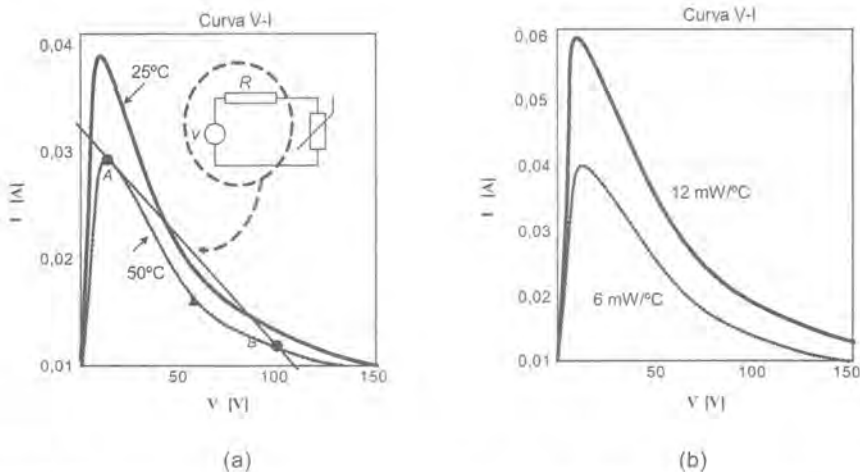 Curva V-I
0,04
0,03
0,02
0,01
I [A]
25ºC
50ºC
R
v
A
B
50
100
150
V [V]
(a)
Curva V-I
0,06
0,05
0,04
0,03
0,02
0,01
I [A]
12 mW/ºC
6 mW/ºC
50
100
150
V [V]
(b)